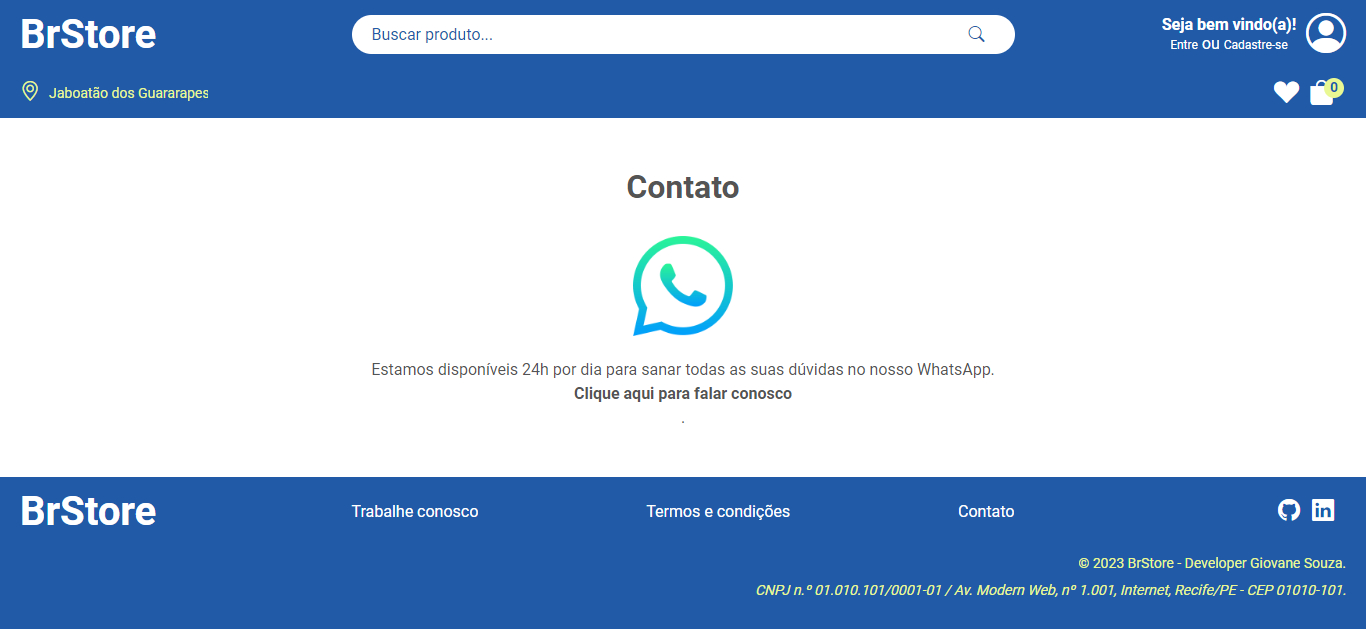 BrStore
Buscar produto...
Seja bem vindo(a)!
Entre OU Cadastre-se
Jaboatão dos Guararapes
0
Contato
Estamos disponíveis 24h por dia para sanar todas as suas dúvidas no nosso WhatsApp.
Clique aqui para falar conosco
.
BrStore
Trabalhe conosco
Termos e condições
Contato
in
© 2023 BrStore - Developer Giovane Souza.
CNPJ n.º 01.010.101/0001-01 / Av. Modern Web, nº 1.001, Internet, Recife/PE - CEP 01010-101.